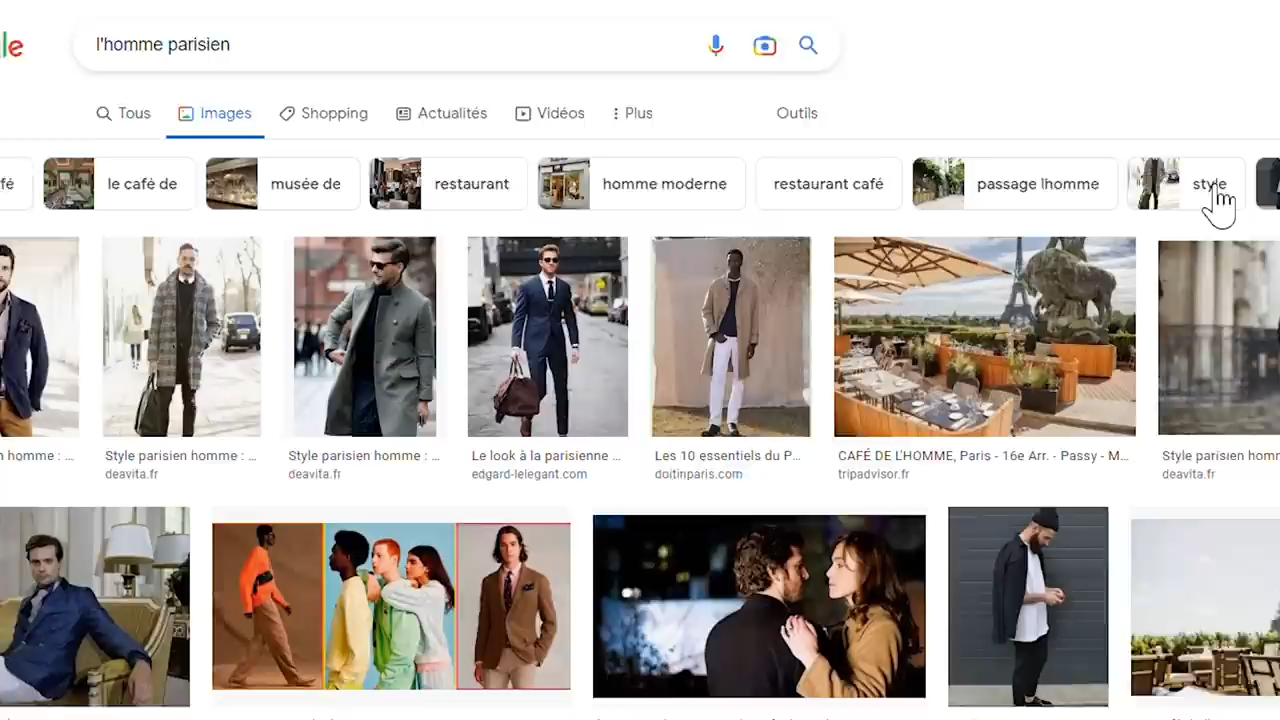 le
l'homme parisien
Tous
Images
Shopping
Actualités
Vidéos
Plus
Outils
fé
le café de
musée de
restaurant
homme moderne
restaurant café
passage lhomme
style
n homme : ...
Style parisien homme : ...
Style parisien homme : ...
Le look à la parisienne ...
Les 10 essentiels du P...
CAFÉ DE L'HOMME, Paris - 16e Arr. - Passy - M...
Style parisien homm
deavita.fr
deavita.fr
edgard-lelegant.com
doitinparis.com
tripadvisor.fr
deavita.fr